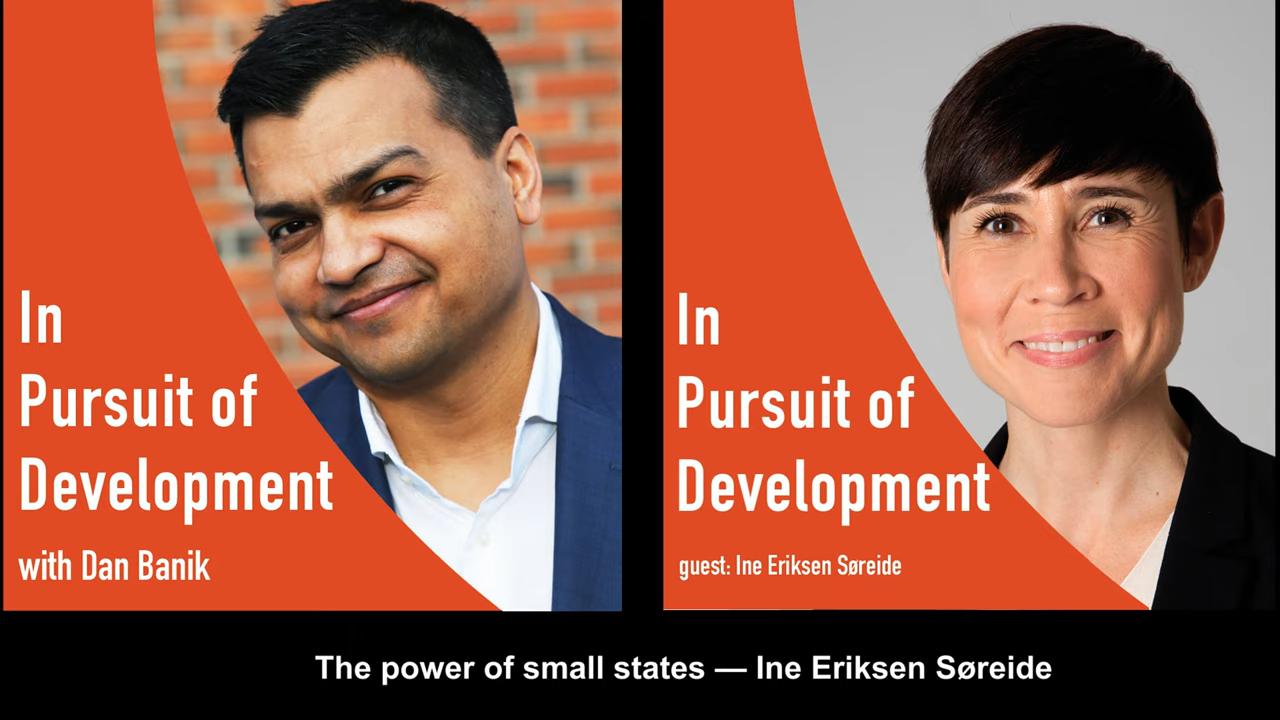 In
Pursuit of
Development
with Dan Banik
In
Pursuit of
Development
guest: Ine Eriksen Søreide
The power of small states — Ine Eriksen Søreide